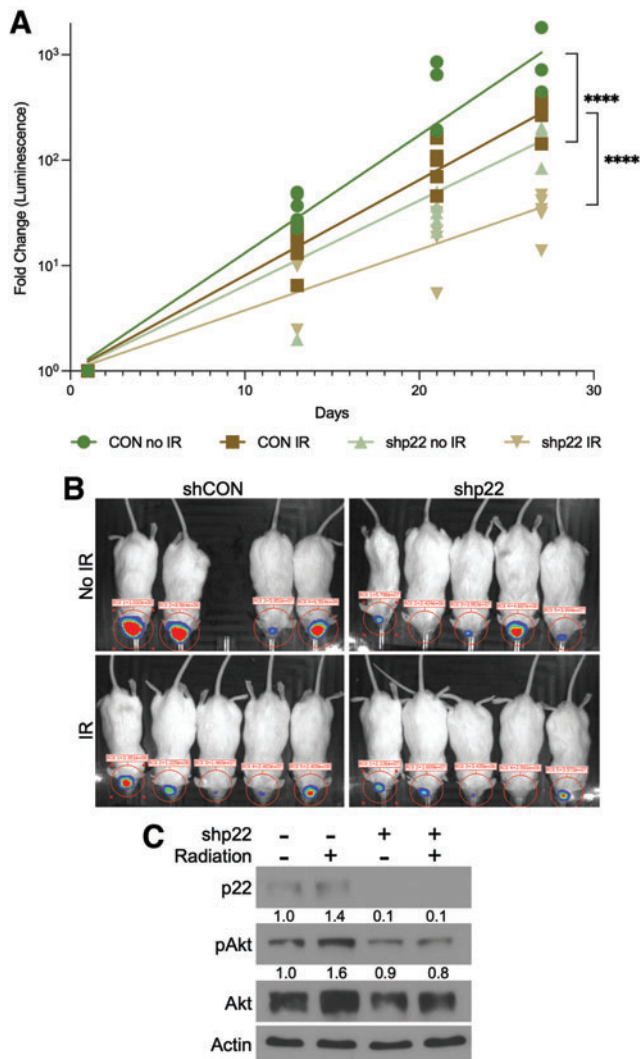 A
Fold Change (Luminescence)
10³
10²
10¹
10⁰
0 10 20 30
Days
****
****
CON no IR CON IR shp22 no IR shp22 IR
B
shCON shp22
No IR
IR
C
shp22 - - + +
Radiation - + - +
p22
1.0 1.4 0.1 0.1
pAkt
1.0 1.6 0.9 0.8
Akt
Actin